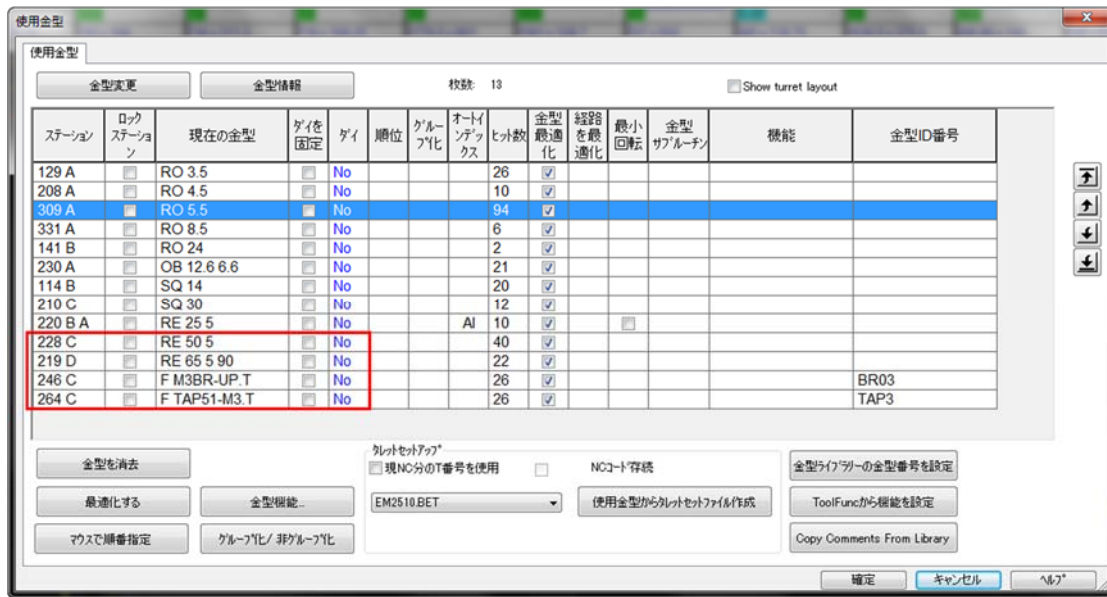 使用金型
使用金型
金型変更 金型情報 枚数: 13 Show turret layout
ステーション ロックステーション 現在の金型 ダイを固定 ダイ 順位 グループ化 オートインデックス ヒット数 金型最適化 経路を最適化 最小回転 金型サブルーチン 機能 金型ID番号
129 A RO 3.5 No 26
208 A RO 4.5 No 10
309 A RO 5.5 No 94
331 A RO 8.5 No 6
141 B RO 24 No 2
230 A OB 12.6 6.6 No 21
114 B SQ 14 No 20
210 C SQ 30 No 12
220 B A RE 25 5 No AI 10
228 C RE 50 5 No 40
219 D RE 65 5 90 No 22
246 C F M3BR-UP.T No 26 BR03
264 C F TAP51-M3.T No 26 TAP3
タレットセットアップ
金型を消去 現NC分のT番号を使用 NCコード存続 金型ライブラリーの金型番号を設定
最適化する 金型機能... EM2510.BET 使用金型からタレットセットファイル作成 ToolFuncから機能を設定
マウスで順番指定 グループ化/ 非グループ化 Copy Comments From Library
確定 キャンセル ヘルプ